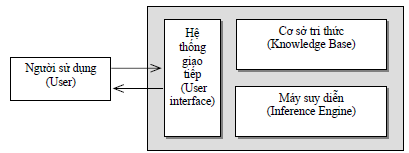 Người sử dụng
(User)
Hệ
thống
giao
tiếp
(User
interface)
Cơ sở tri thức
(Knowledge Base)
Máy suy diễn
(Inference Engine)